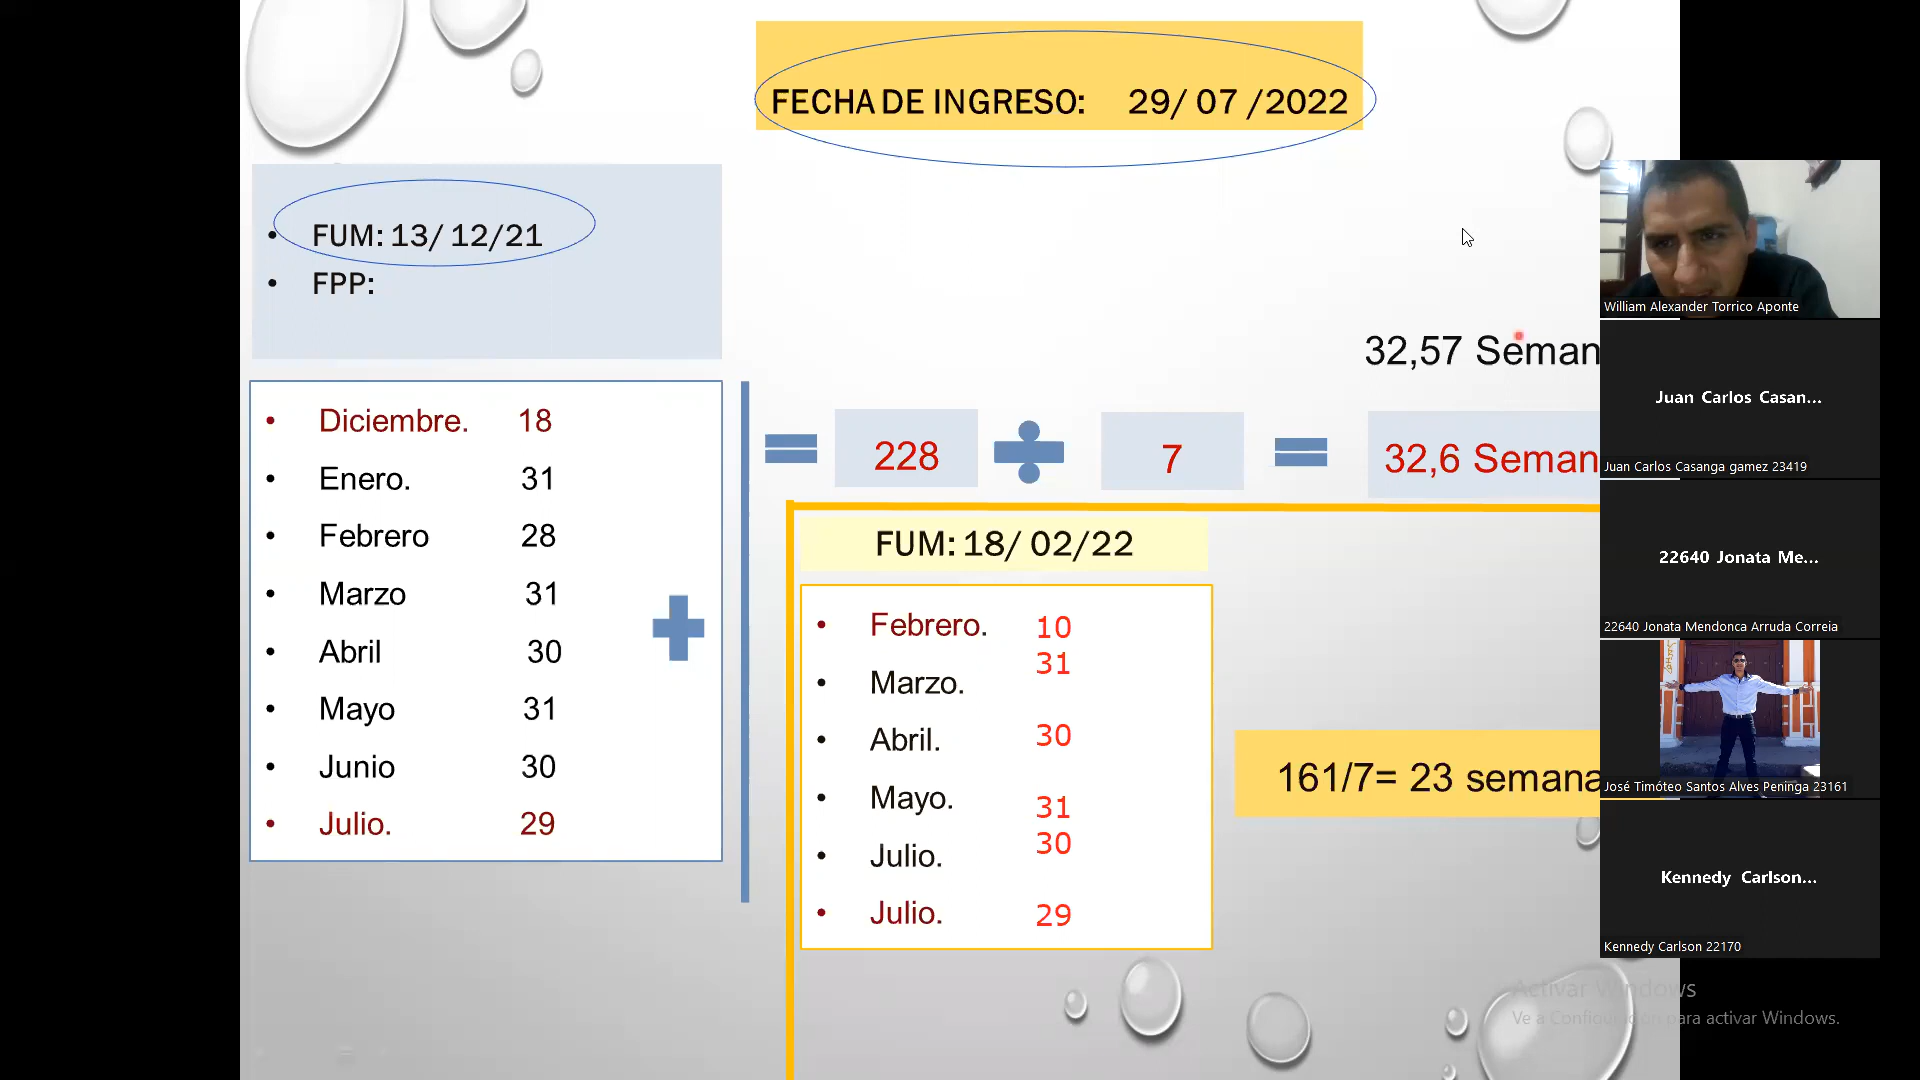 FECHA DE INGRESO: 29/ 07 /2022
• FUM: 13/ 12/21
• FPP:
32,57 Seman
• Diciembre. 18
• Enero. 31
• Febrero 28
• Marzo 31
• Abril 30
• Mayo 31
• Junio 30
• Julio. 29
228
7
32,6 Seman
FUM: 18/ 02/22
• Febrero. 10
• Marzo. 31
• Abril. 30
• Mayo. 31
• Julio. 30
• Julio. 29
161/7= 23 semana
William Alexander Torrico Aponte
Juan Carlos Casan...
Juan Carlos Casanga gamez 23419
22640 Jonata Me...
22640 Jonata Mendonca Arruda Correia
José Timóteo Santos Alves Peninga 23161
Kennedy Carlson...
Kennedy Carlson 22170
Activar Windows
Ve a Configuración para activar Windows.